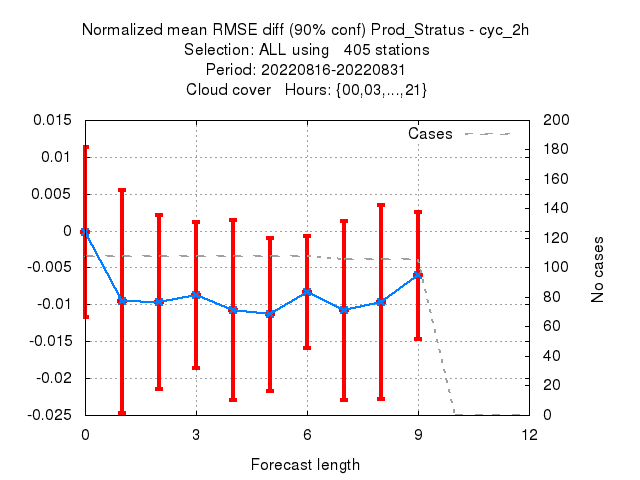 Normalized mean RMSE diff (90% conf) Prod_Stratus - cyc_2h
Selection: ALL using 405 stations
Period: 20220816-20220831
Cloud cover Hours: {00,03,...,21}
Cases
0.015
0.01
0.005
0
-0.005
-0.01
-0.015
-0.02
-0.025
200
180
160
140
120
100
80
60
40
20
0
No cases
0 3 6 9 12
Forecast length